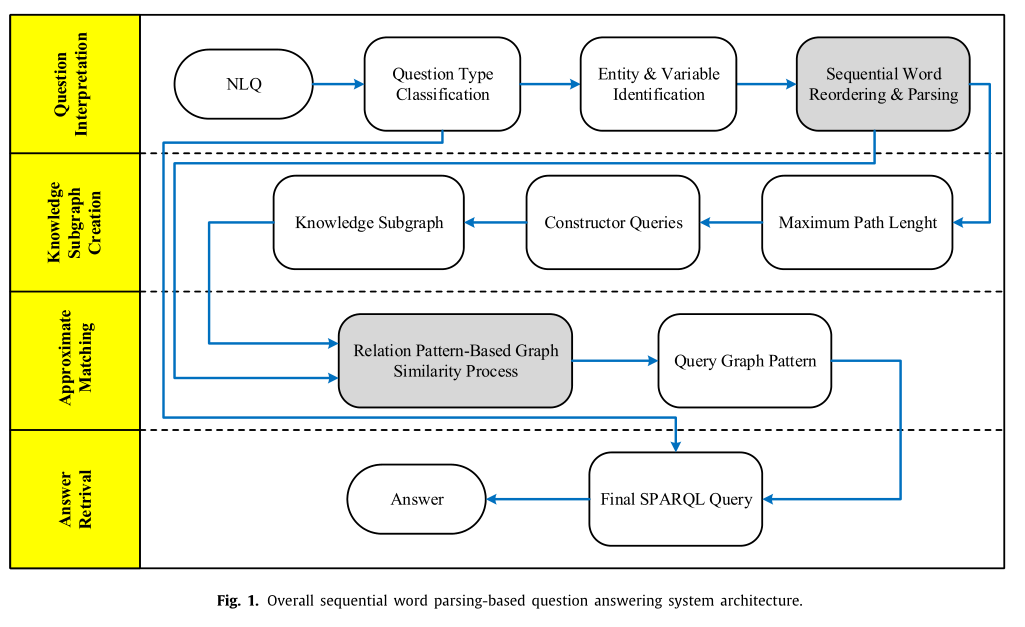 Question
Interpretation
NLQ
Question Type
Classification
Entity & Variable
Identification
Sequential Word
Reordering & Parsing
Knowledge
Subgraph
Creation
Knowledge Subgraph
Constructor Queries
Maximum Path Lenght
Approximate
Matching
Relation Pattern-Based Graph
Similarity Process
Query Graph Pattern
Answer
Retrival
Answer
Final SPARQL Query
Fig. 1. Overall sequential word parsing-based question answering system architecture.